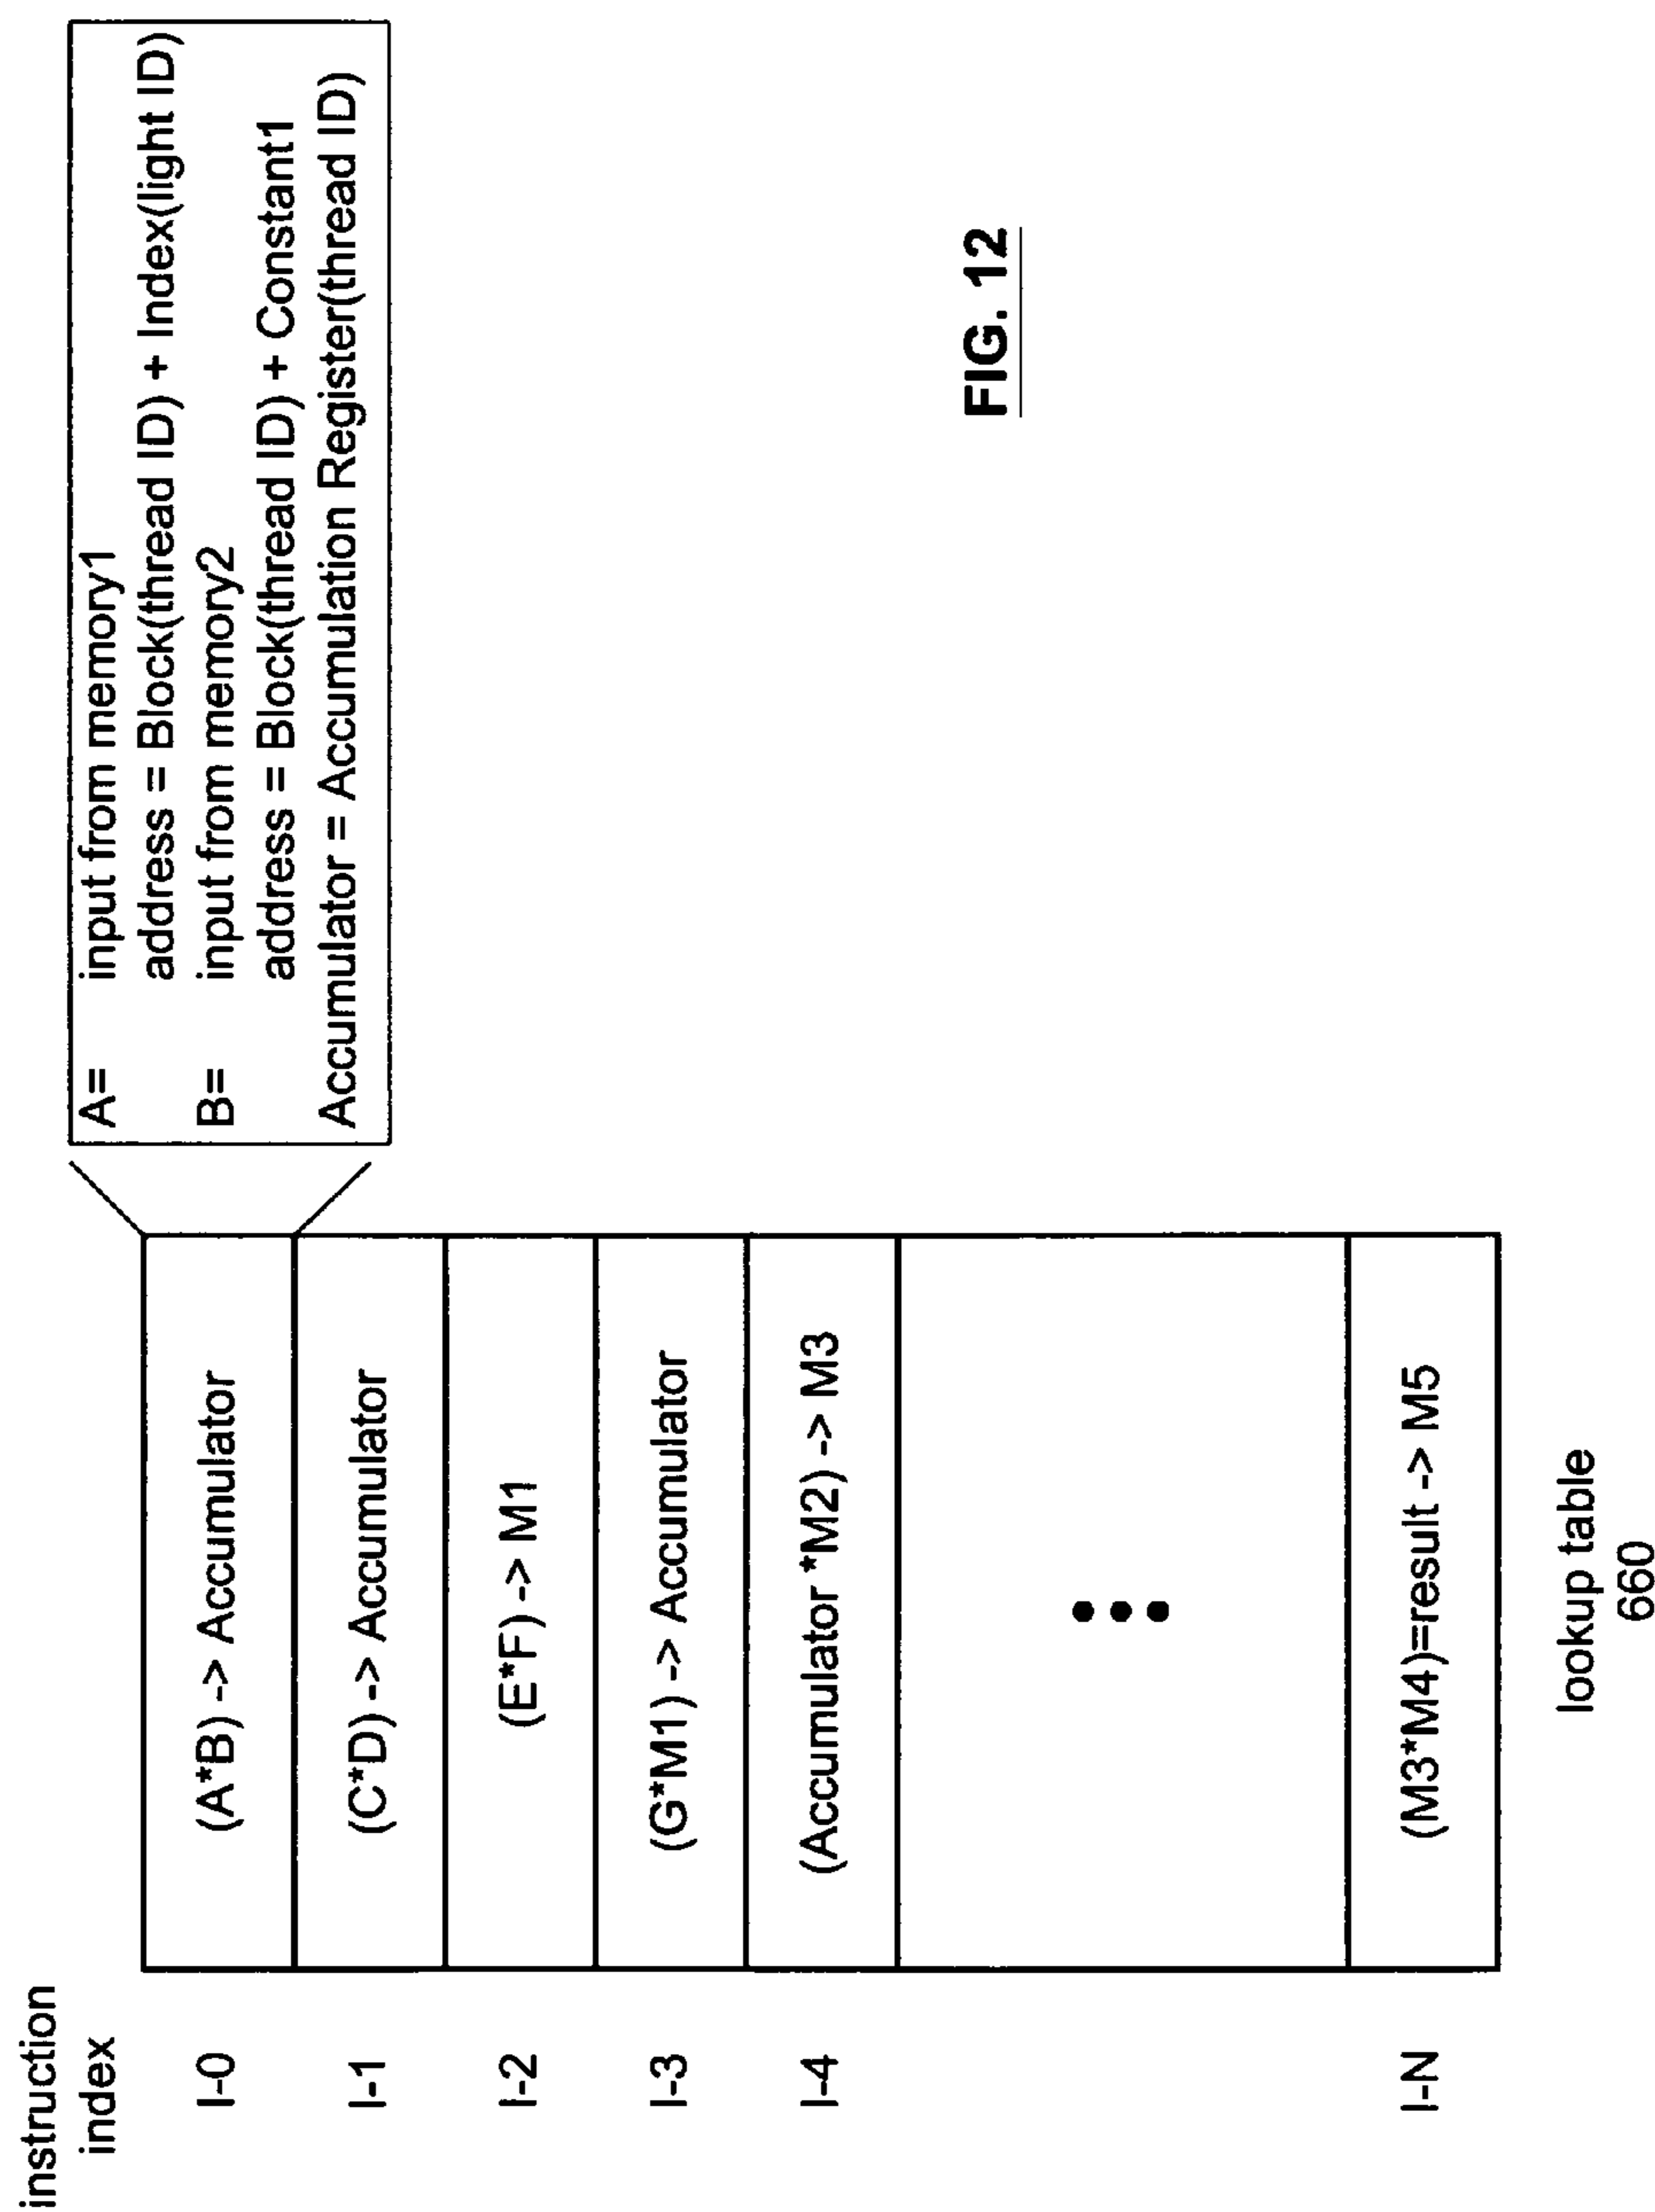 instruction
index
A= input from memory1
address = Block(thread ID) + Index(light ID)
B= input from memory2
address = Block(thread ID) + Constant1
Accumulator = Accumulation Register(thread ID)
I-0 (A*B) -> Accumulator
I-1 (C*D) -> Accumulator
I-2 (E*F) -> M1
I-3 (G*M1) -> Accumulator
I-4 (Accumulator *M2) -> M3
I-N (M3*M4)=result -> M5
lookup table
660
FIG. 12